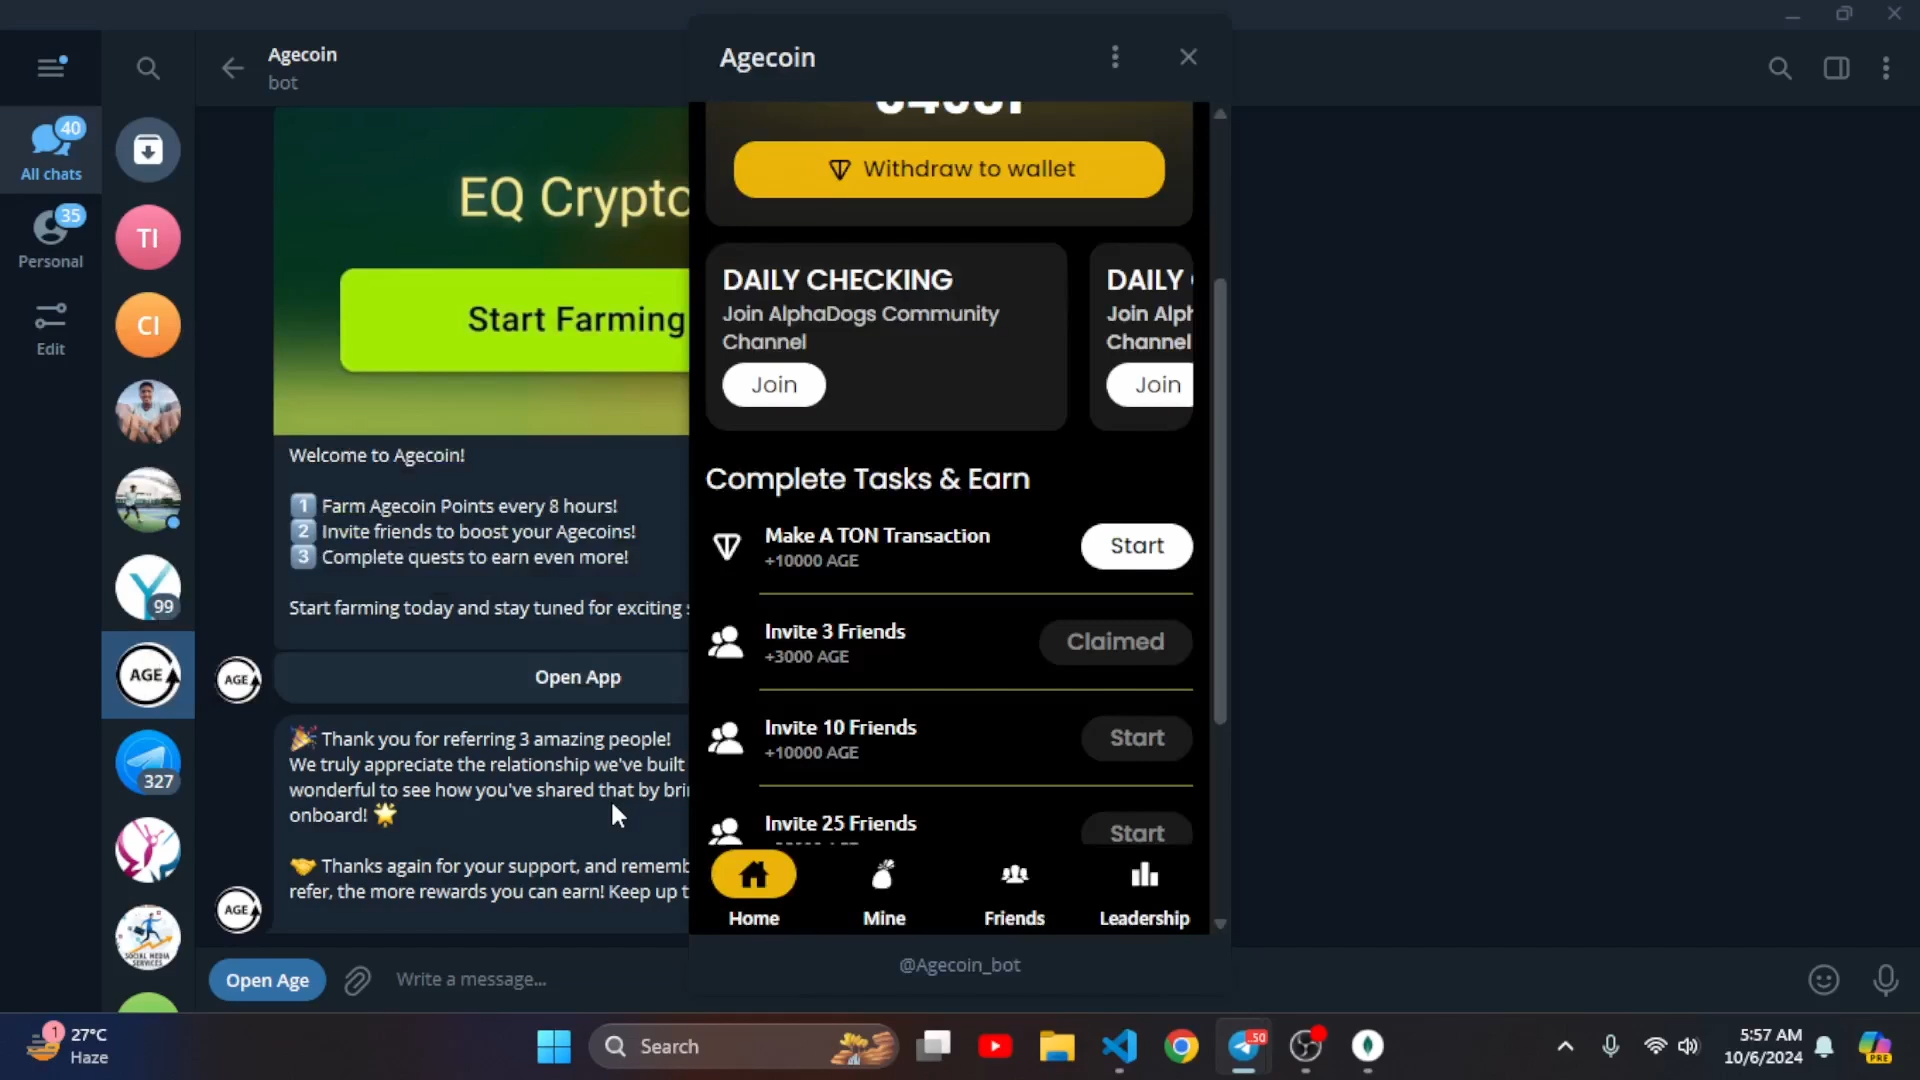 Agecoin
bot
40
All chats
35
Personal
Edit
TI
CI
99
AGE
327
SOCIAL MEDIA
SERVICES
EQ Crypto
Start Farming
Welcome to Agecoin!
1 Farm Agecoin Points every 8 hours!
2 Invite friends to boost your Agecoins!
3 Complete quests to earn even more!
Start farming today and stay tuned for exciting
AGE
Open App
Thank you for referring 3 amazing people!
We truly appreciate the relationship we've built
wonderful to see how you've shared that by
onboard!
Thanks again for your support, and
refer, the more rewards you can earn! Keep up
AGE
Open Age
Write a message...
Agecoin
Withdraw to wallet
DAILY CHECKING
Join AlphaDogs Community
Channel
Join
DAILY
Join Alph
Channel
Join
Complete Tasks & Earn
Make A TON Transaction
+10000 AGE
Start
Invite 3 Friends
+3000 AGE
Claimed
Invite 10 Friends
+10000 AGE
Start
Invite 25 Friends
Start
Home
Mine
Friends
Leadership
@Agecoin_bot
1
27°C
Haze
Search
50
5:57 AM
10/6/2024
PRE